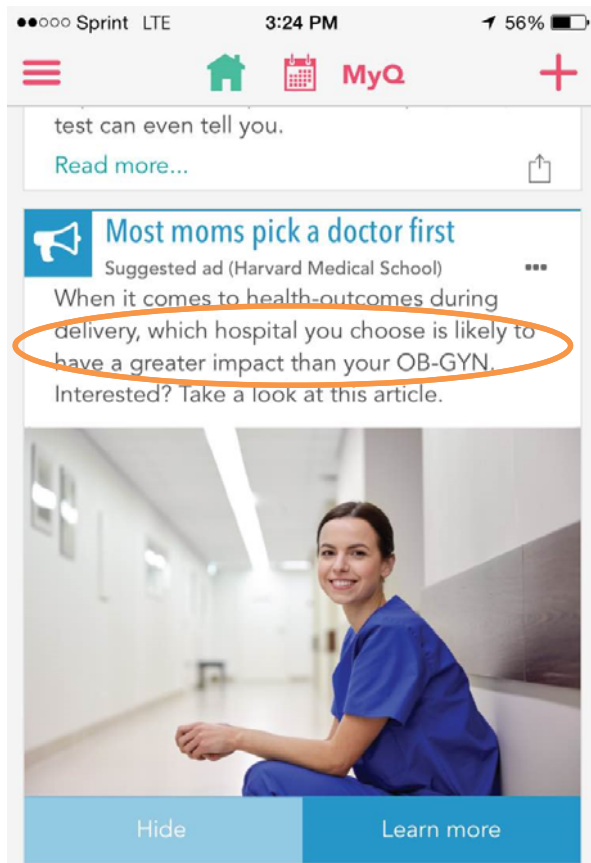 Sprint LTE 3:24 PM 56%
MyQ
test can even tell you.
Read more...
Most moms pick a doctor first
Suggested ad (Harvard Medical School)
When it comes to health-outcomes during
delivery, which hospital you choose is likely to
have a greater impact than your OB-GYN.
Interested? Take a look at this article.
Hide Learn more